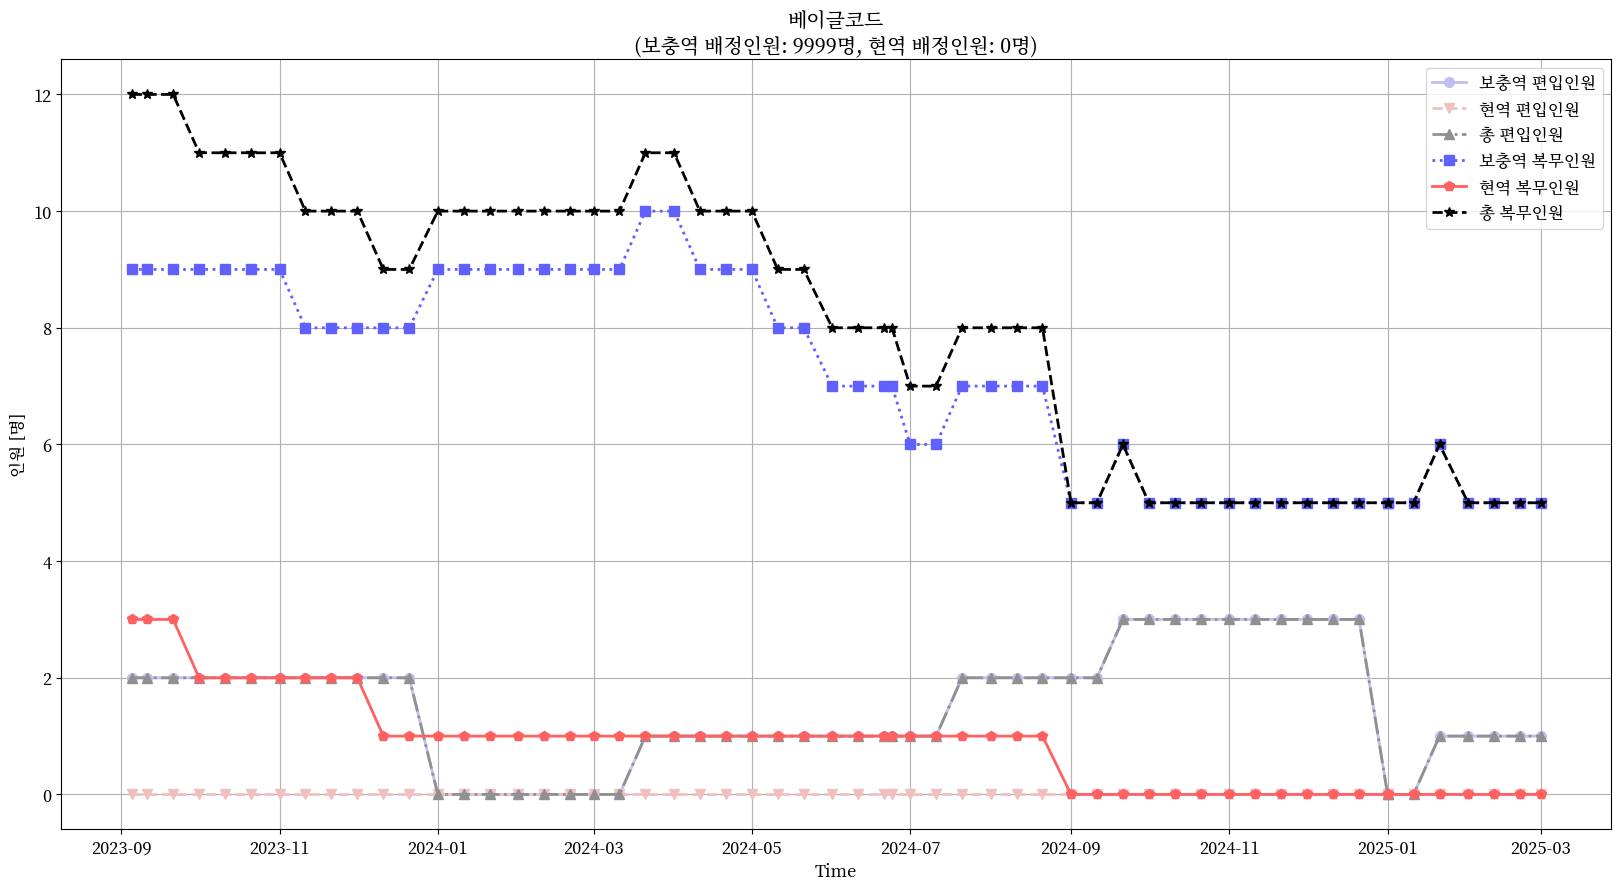 베이글코드
(보충역 배정인원: 9999명, 현역 배정인원: 0명)
보충역 편입인원
현역 편입인원
총 편입인원
보충역 복무인원
현역 복무인원
총 복무인원
인원 [명]
12
10
8
6
4
2
0
2023-09 2023-11 2024-01 2024-03 2024-05 2024-07 2024-09 2024-11 2025-01 2025-03
Time